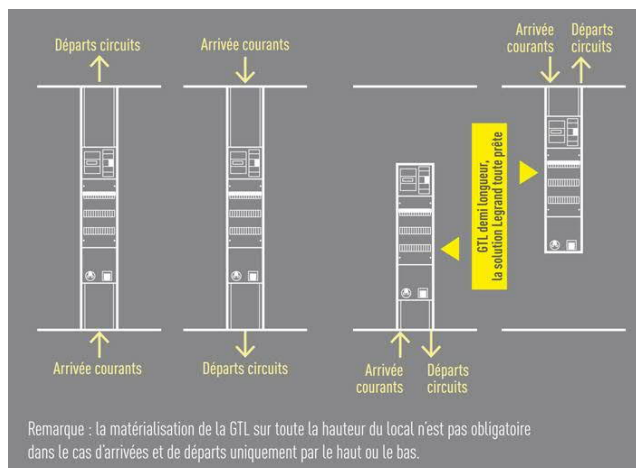 Départs circuits
Arrivée courants
Arrivée
courants
Départs
circuits
GTL demi longueur,
la solution Legrand toute prête
Arrivée courants
Départs circuits
Arrivée
courants
Départs
circuits
Remarque : la matérialisation de la GTL sur toute la hauteur du local n'est pas obligatoire
dans le cas d'arrivées et de départs uniquement par le haut ou le bas.